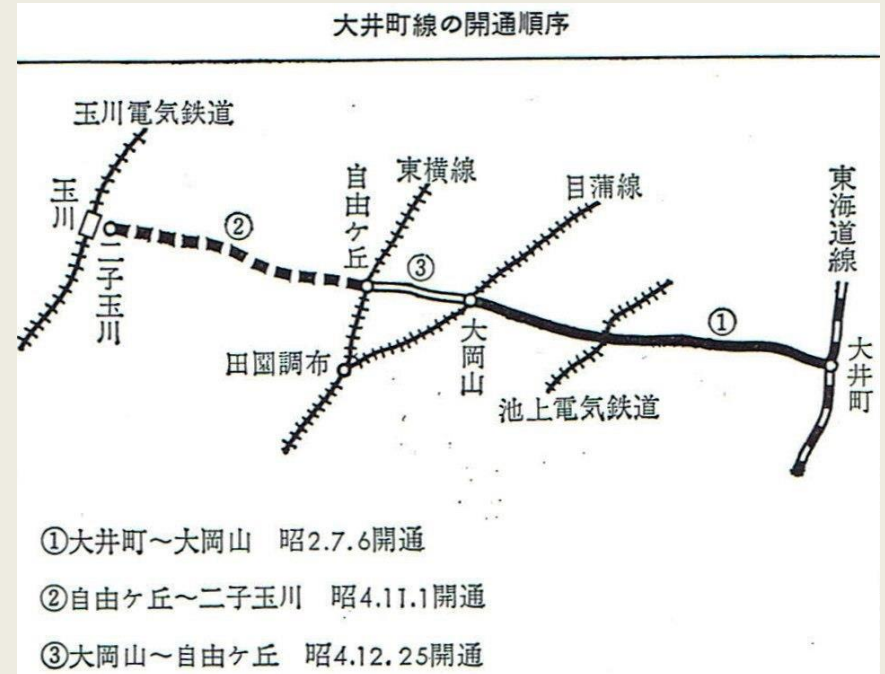 大井町線の開通順序
玉川電気鉄道
玉川
二子玉川
②
自由ケ丘
東横線
③
目蒲線
東海道線
①
大岡山
田園調布
池上電気鉄道
大井町
①大井町～大岡山 昭2.7.6開通
②自由ケ丘～二子玉川 昭4.11.1開通
③大岡山～自由ケ丘 昭4.12.25開通